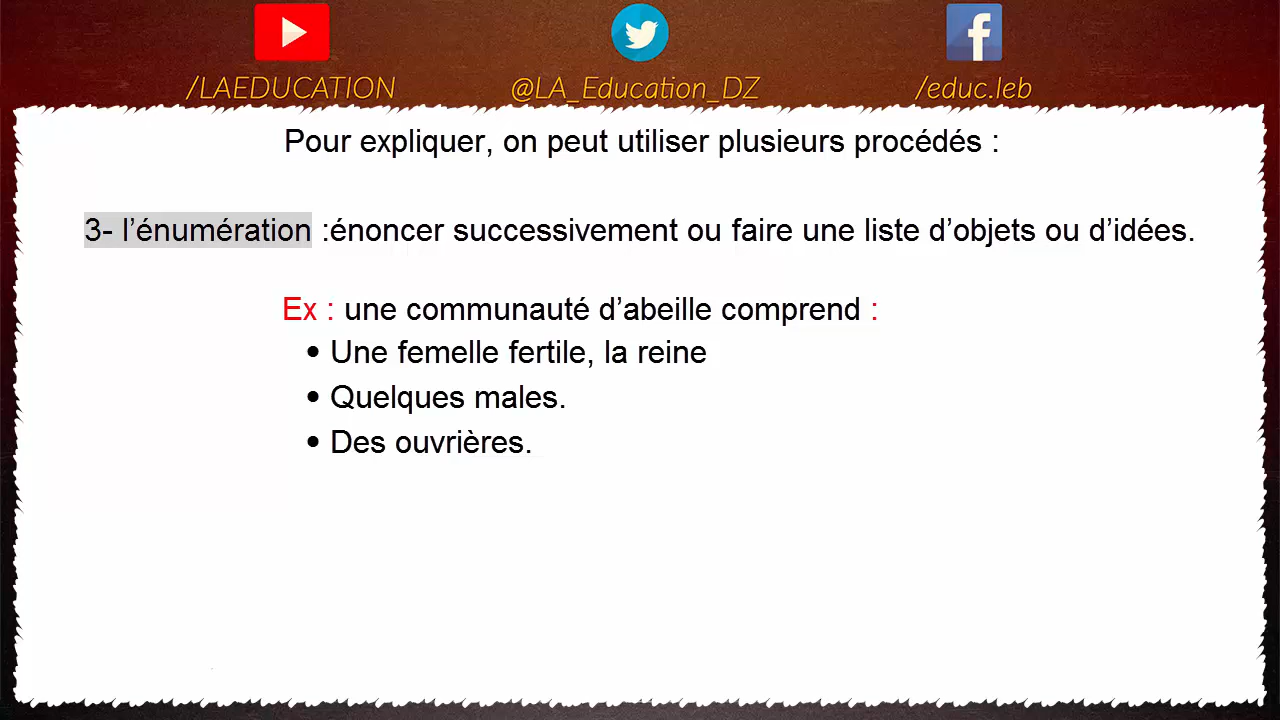 /LAEDUCATION @LA_Education_DZ /educ.leb
Pour expliquer, on peut utiliser plusieurs procédés :
3- l’énumération :énoncer successivement ou faire une liste d’objets ou d’idées.
Ex : une communauté d’abeille comprend :
• Une femelle fertile, la reine
• Quelques males.
• Des ouvrières.